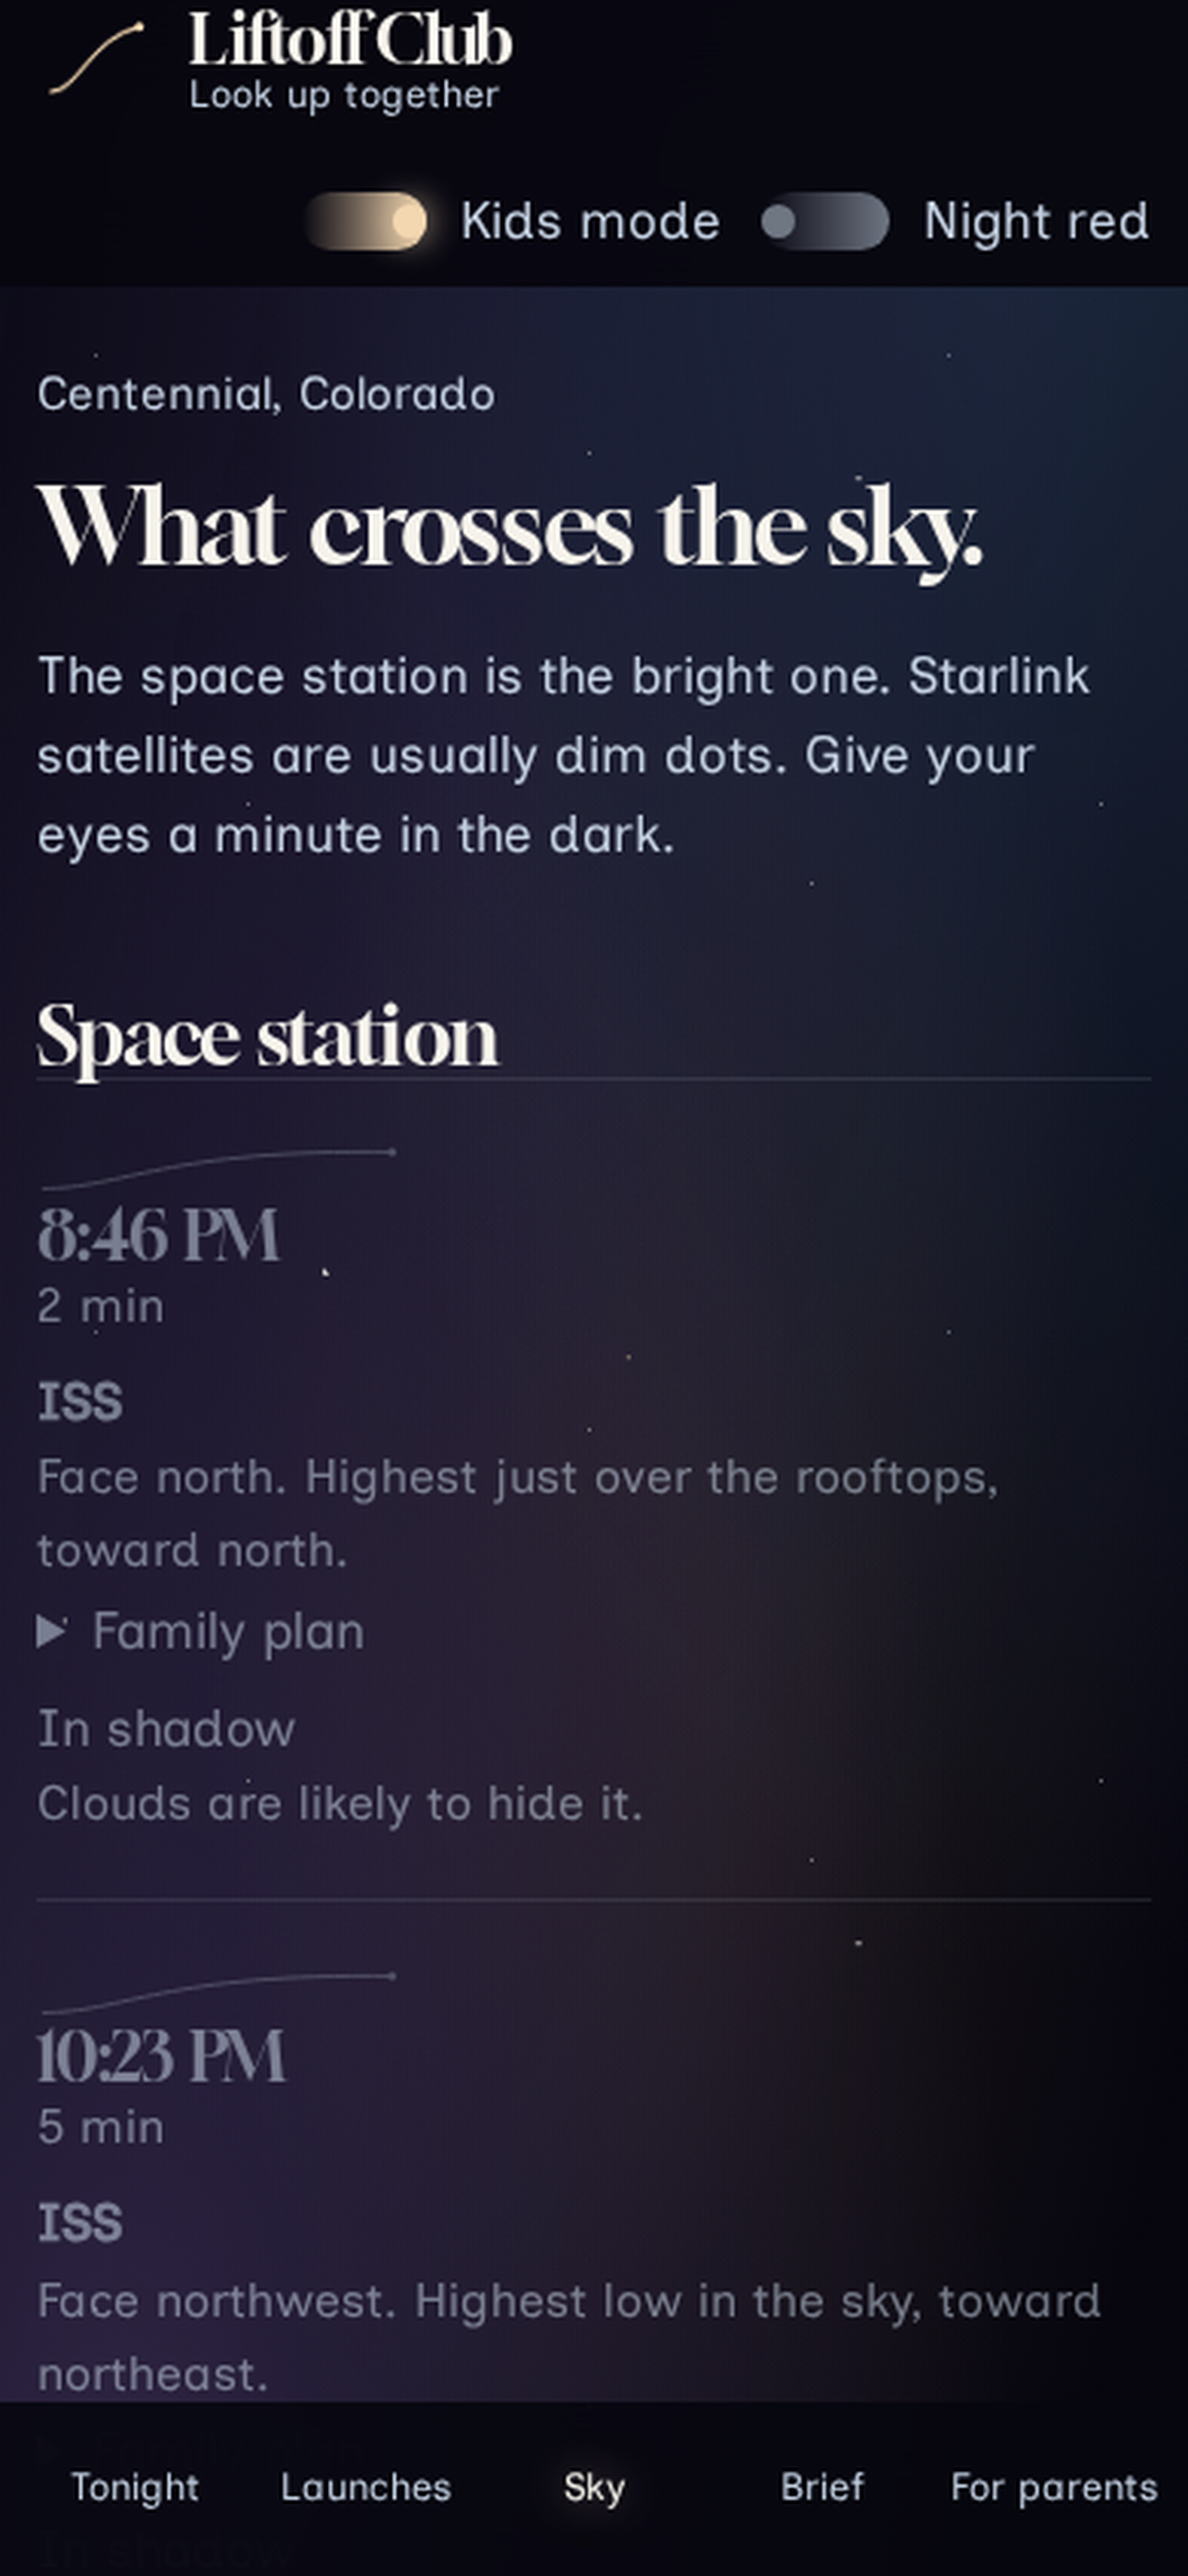 Liftoff Club
Look up together
Kids mode
Night red
Centennial, Colorado
What crosses the sky.
The space station is the bright one. Starlink
satellites are usually dim dots. Give your
eyes a minute in the dark.
Space station
8:46 PM
2 min
ISS
Face north. Highest just over the rooftops,
toward north.
Family plan
In shadow
Clouds are likely to hide it.
10:23 PM
5 min
ISS
Face northwest. Highest low in the sky, toward
northeast.
Family plan
Tonight
Launches
Sky
Brief
For parents
In shadow